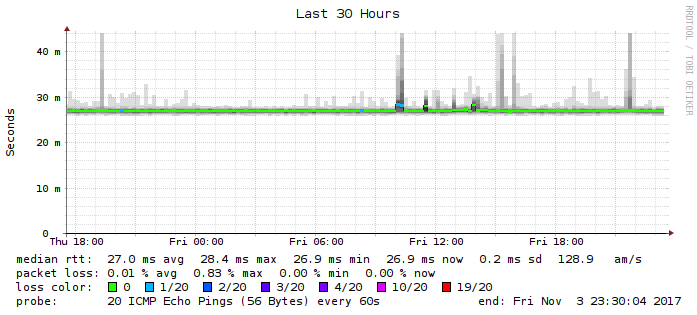 Last 30 Hours
RRDTOOL / TOBI OETIKER
Seconds
40 m
30 m
20 m
10 m
0
Thu 18:00 Fri 00:00 Fri 06:00 Fri 12:00 Fri 18:00
median rtt: 27.0 ms avg 28.4 ms max 26.9 ms min 26.9 ms now 0.2 ms sd 128.9 am/s
packet loss: 0.01 % avg 0.83 % max 0.00 % min 0.00 % now
loss color: 0 1/20 2/20 3/20 4/20 10/20 19/20
probe: 20 ICMP Echo Pings (56 Bytes) every 60s end: Fri Nov 3 23:30:04 2017